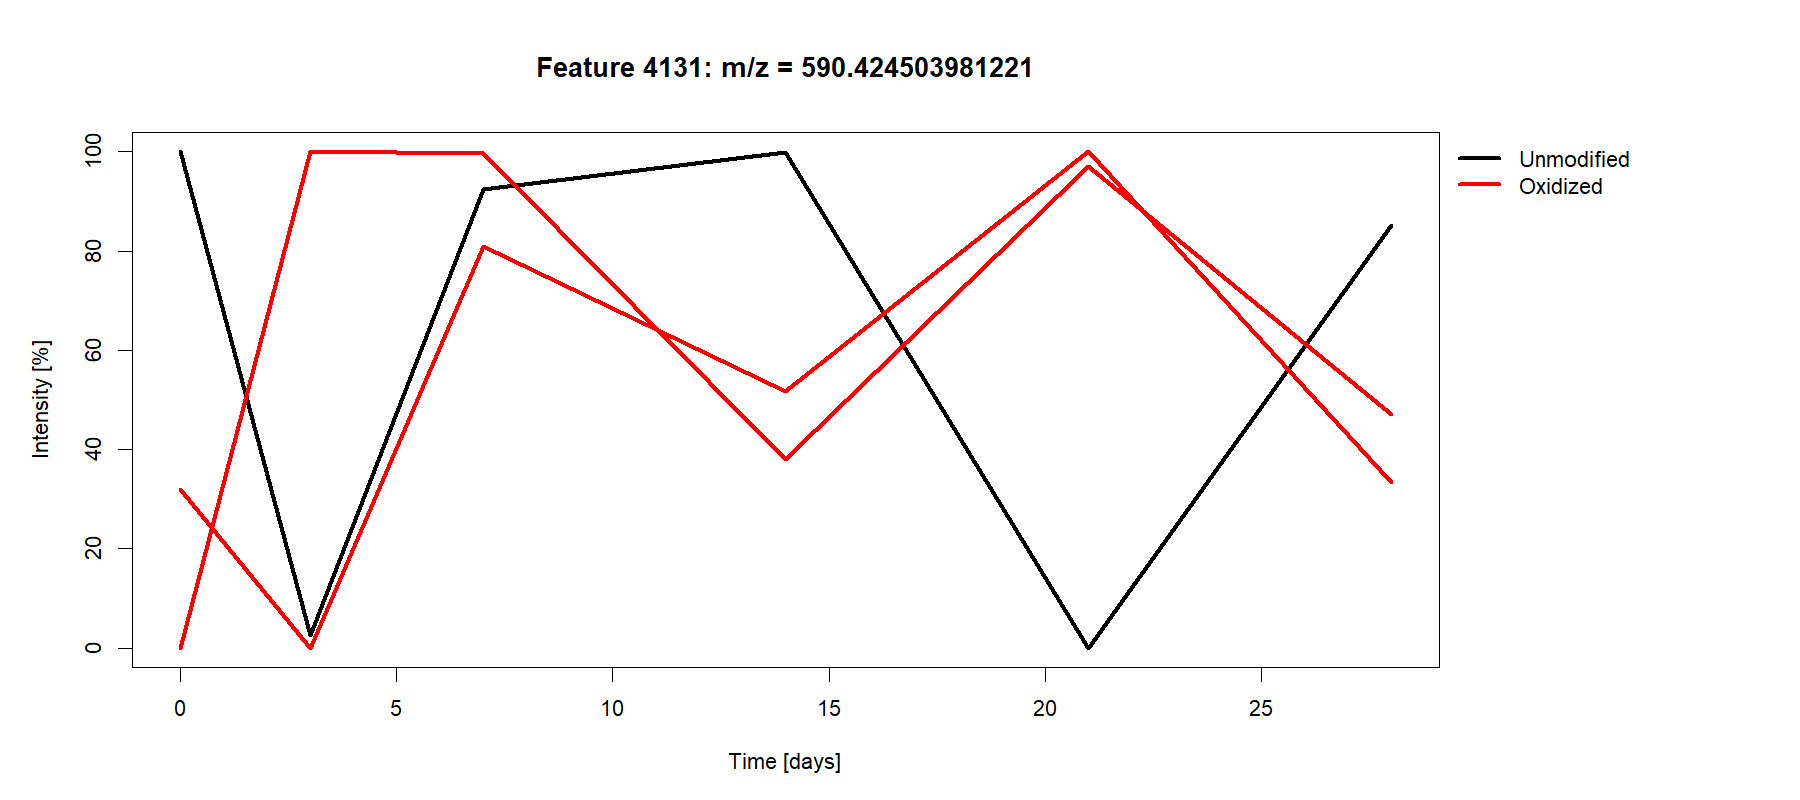 Feature 4131: m/z = 590.424503981221
Unmodified
Oxidized
Intensity [%]
100
80
60
40
20
0
0 5 10 15 20 25
Time [days]